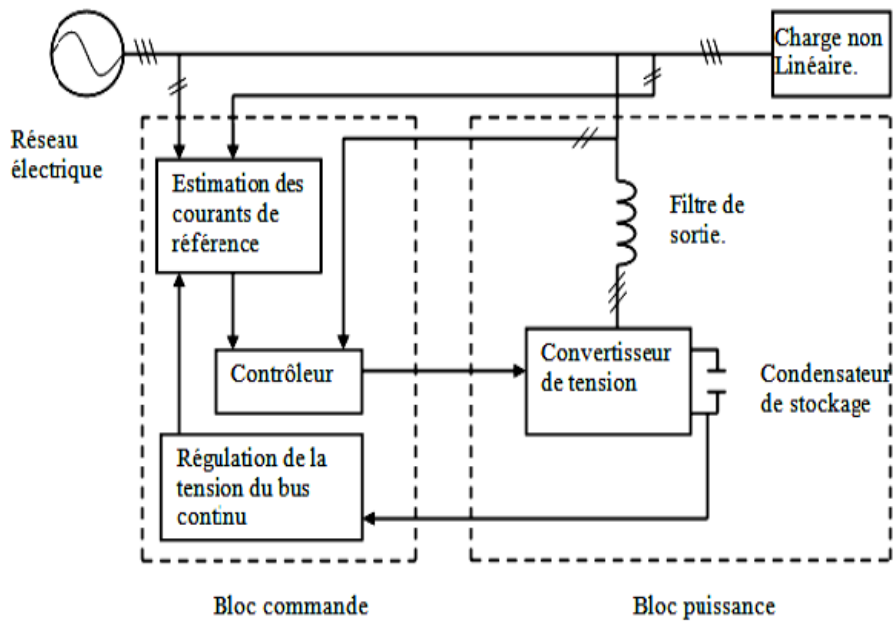 Charge non
Linéaire.
Réseau
électrique
Estimation des
courants de
référence
Filtre de
sortie.
Contrôleur
Convertisseur
de tension
Condensateur
de stockage
Régulation de la
tension du bus
continu
Bloc commande
Bloc puissance